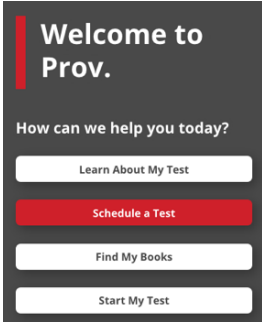 Welcome to
Prov.
How can we help you today?
Learn About My Test
Schedule a Test
Find My Books
Start My Test